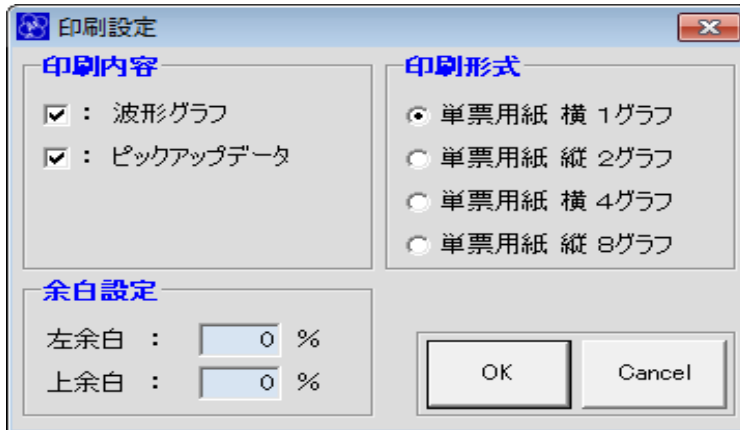 印刷設定
印刷内容
： 波形グラフ
： ピックアップデータ
印刷形式
単票用紙 横 1グラフ
単票用紙 縦 2グラフ
単票用紙 横 4グラフ
単票用紙 縦 8グラフ
余白設定
左余白 ： 0 %
上余白 ： 0 %
OK
Cancel